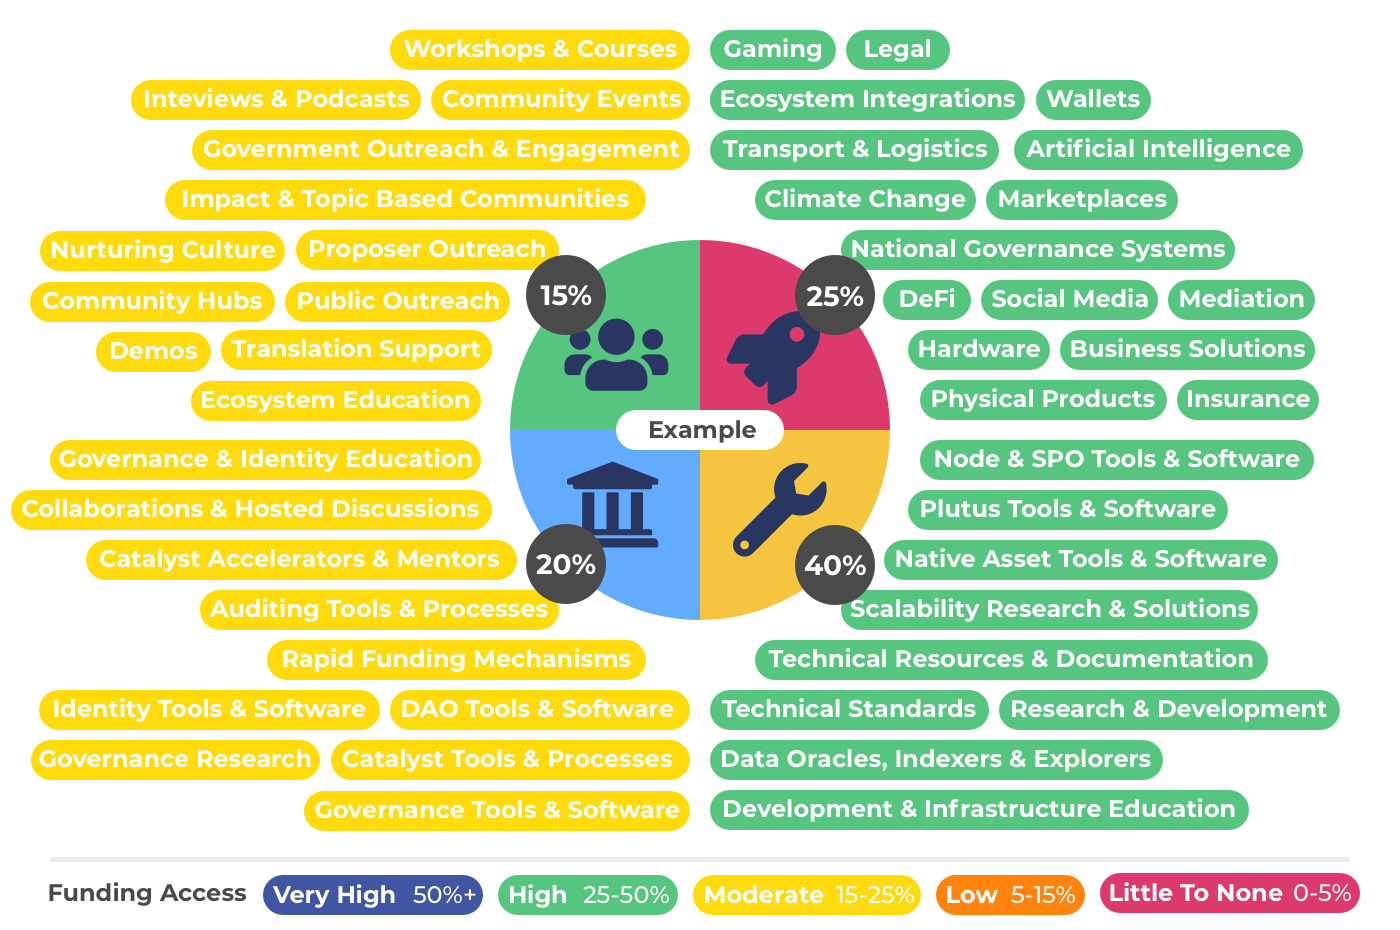 Workshops & Courses
Gaming
Legal
Inteviews & Podcasts
Community Events
Ecosystem Integrations
Wallets
Government Outreach & Engagement
Transport & Logistics
Artificial Intelligence
Impact & Topic Based Communities
Climate Change
Marketplaces
Nurturing Culture
Proposer Outreach
National Governance Systems
Community Hubs
Public Outreach
15%
25%
DeFi
Social Media
Mediation
Demos
Translation Support
Hardware
Business Solutions
Ecosystem Education
Physical Products
Insurance
Example
Governance & Identity Education
Node & SPO Tools & Software
Collaborations & Hosted Discussions
Plutus Tools & Software
Catalyst Accelerators & Mentors
20%
40%
Native Asset Tools & Software
Auditing Tools & Processes
Scalability Research & Solutions
Rapid Funding Mechanisms
Technical Resources & Documentation
Identity Tools & Software
DAO Tools & Software
Technical Standards
Research & Development
Governance Research
Catalyst Tools & Processes
Data Oracles, Indexers & Explorers
Governance Tools & Software
Development & Infrastructure Education
Funding Access
Very High 50%+
High 25-50%
Moderate 15-25%
Low 5-15%
Little To None 0-5%